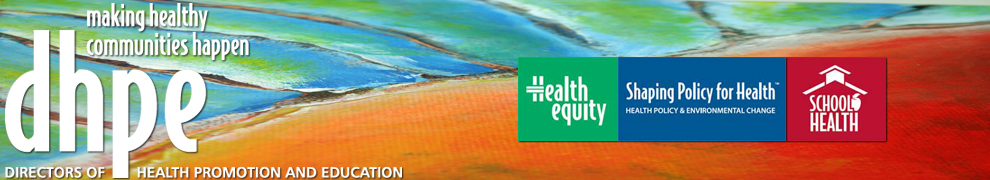 making healthy
communities happen
dhpe
DIRECTORS OF HEALTH PROMOTION AND EDUCATION
Health
equity
Shaping Policy for Health™
HEALTH POLICY & ENVIRONMENTAL CHANGE
SCHOOL
HEALTH